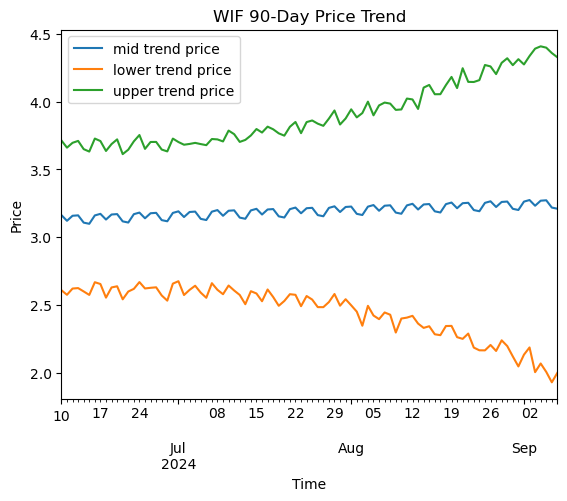 WIF 90-Day Price Trend
4.5
4.0
3.5
3.0
2.5
2.0
Price
mid trend price
lower trend price
upper trend price
10 17 24 08 15 22 29 05 12 19 26 02
Jul Aug Sep
2024
Time